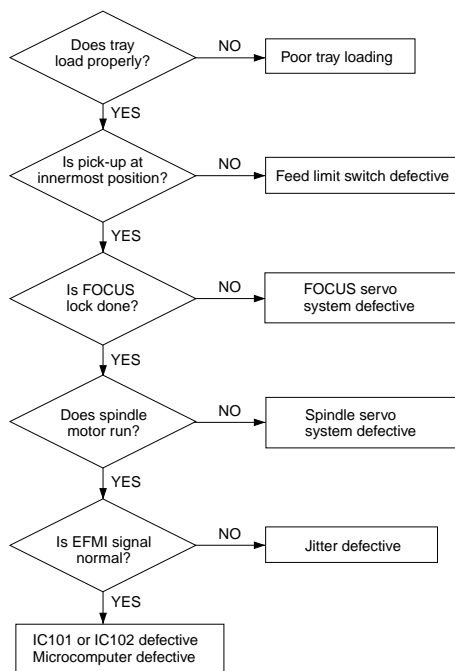 Does tray
load properly?
NO
Poor tray loading
YES
Is pick-up at
innermost position?
NO
Feed limit switch defective
YES
Is FOCUS
lock done?
NO
FOCUS servo
system defective
YES
Does spindle
motor run?
NO
Spindle servo
system defective
YES
Is EFMI signal
normal?
NO
Jitter defective
YES
IC101 or IC102 defective
Microcomputer defective